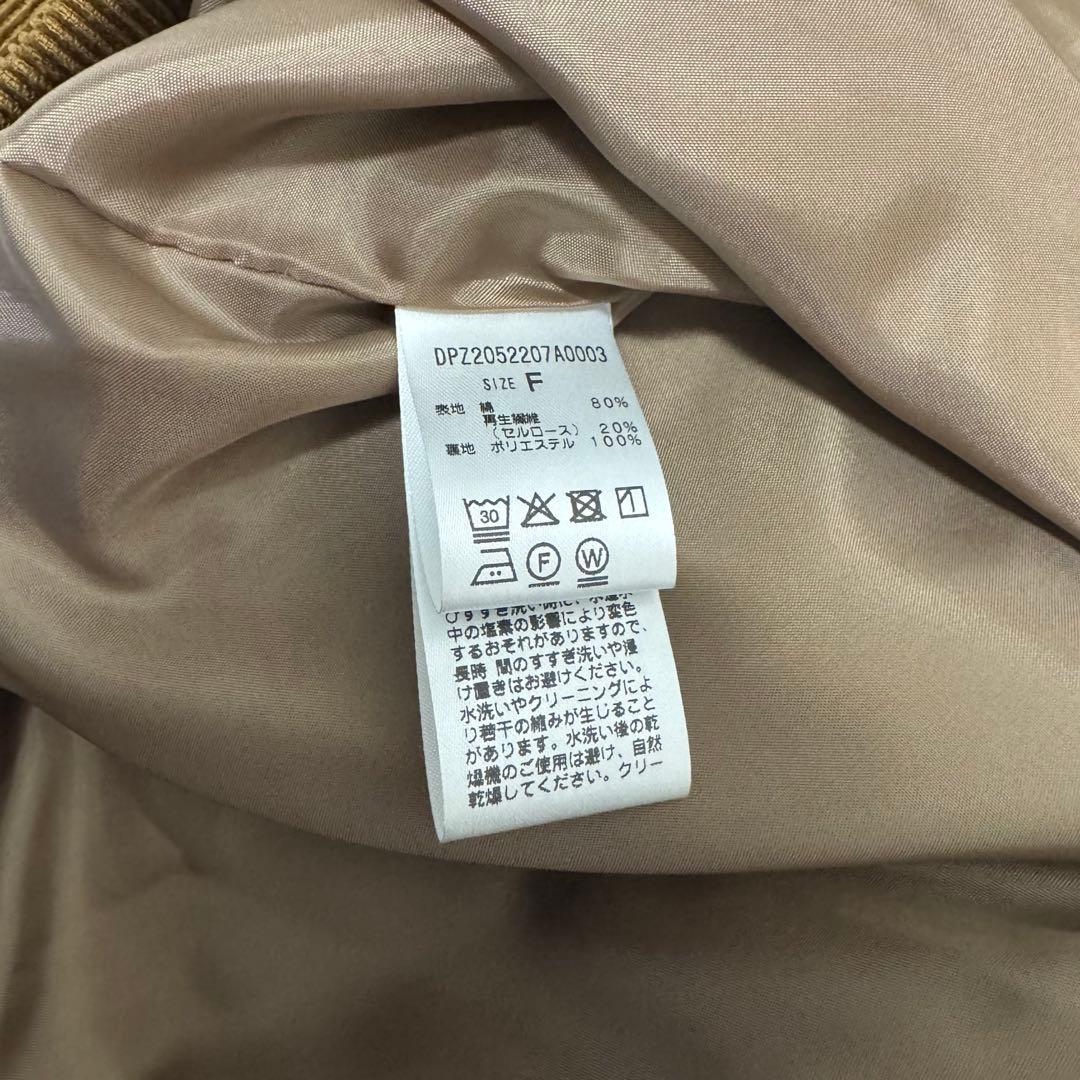 DPZ2052207A0003
SIZE F
表地 綿 80%
再生繊維
(セルロース) 20%
裏地 ポリエステル 100%
30
F W
びすすぎ洗い時に、水道水
中の塩素の影響により変色
するおそれがありますので、
長時 間のすすぎ洗いや浸
け置きはお避けください。
水洗いやクリーニングによ
り若干の縮みが生じること
があります。水洗い後の乾
燥機のご使用は避け、自然
乾燥してください。クリー